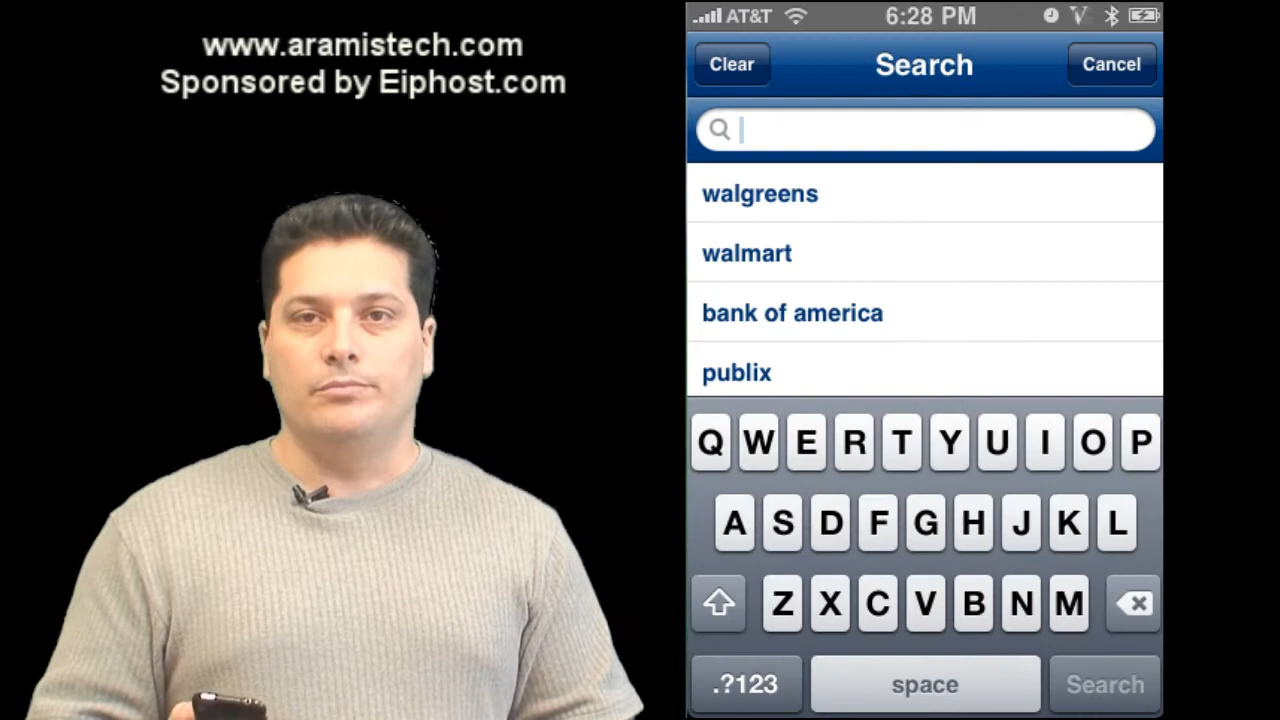 www.aramistech.com
Sponsored by Eiphost.com
AT&T 6:28 PM
Clear Search Cancel
walgreens
walmart
bank of america
publix
Q W E R T Y U I O P
A S D F G H J K L
Z X C V B N M
.?123 space Search